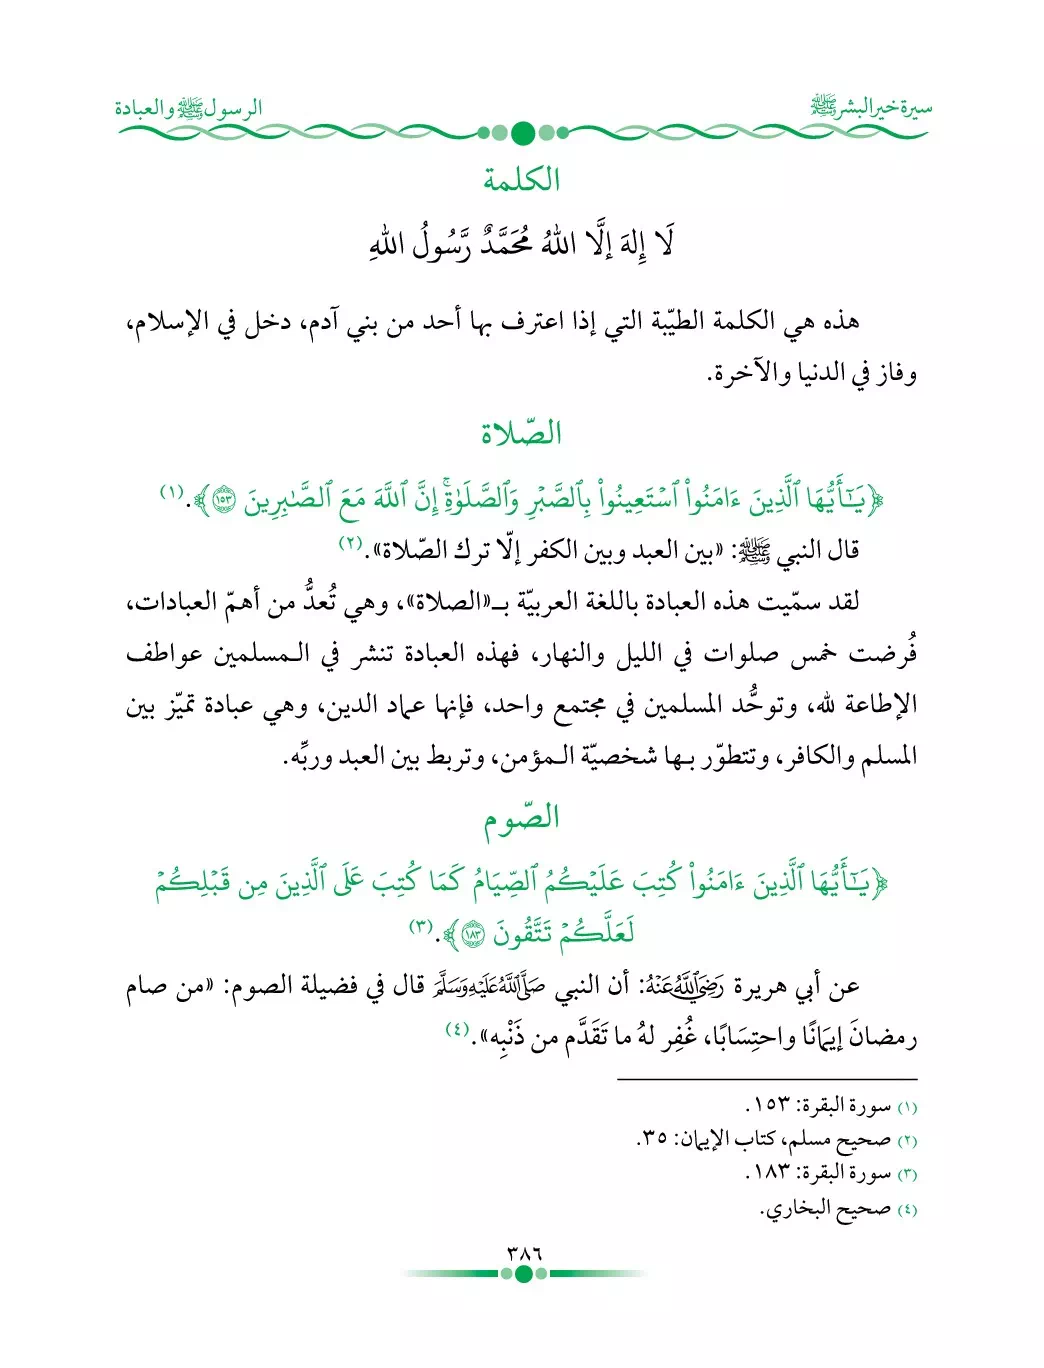 سيرة خير البشر ﷺ
الرسول ﷺ والعبادة
الكلمة
لَا إِلهَ إلَّا اللهُ مُحَمَّدٌ رَّسُولُ اللهِ
هذه هي الكلمة الطيّبة التي إذا اعترف بها أحد من بني آدم، دخل في الإسلام،
وفاز في الدنيا والآخرة.
الصّلاة
﴿يَـٰٓأَيُّهَا ٱلَّذِينَ ءَامَنُواْ ٱسْتَعِينُواْ بِٱلصَّبْرِ وَٱلصَّلَوٰةِۚ إِنَّ ٱللَّهَ مَعَ ٱلصَّـٰبِرِينَ ١٥٣﴾.(١)
قال النبي ﷺ: «بين العبد وبين الكفر إلّا ترك الصّلاة».(٢)
لقد سمّيت هذه العبادة باللغة العربيّة بـ«الصلاة»، وهي تُعدُّ من أهمّ العبادات،
فُرضت خمس صلوات في الليل والنهار، فهذه العبادة تنشر في الـمسلمين عواطف
الإطاعة لله، وتوحُّد المسلمين في مجتمع واحد، فإنها عماد الدين، وهي عبادة تميّز بين
المسلم والكافر، وتتطوّر بـها شخصيّة الـمؤمن، وتربط بين العبد وربِّه.
الصّوم
﴿يَـٰٓأَيُّهَا ٱلَّذِينَ ءَامَنُواْ كُتِبَ عَلَيْكُمُ ٱلصِّيَامُ كَمَا كُتِبَ عَلَى ٱلَّذِينَ مِن قَبْلِكُمْ
لَعَلَّكُمْ تَتَّقُونَ ١٨٣﴾.(٣)
عن أبي هريرة رَضِيَ اللَّهُ عَنْهُ: أن النبي صَلَّى اللَّهُ عَلَيْهِ وَسَلَّمَ قال في فضيلة الصوم: «من صام
رمضانَ إيمَانًا واحتِسَابًا، غُفِر لهُ ما تَقَدَّم من ذَنْبِه».(٤)
(١) سورة البقرة: ١٥٣.
(٢) صحيح مسلم، كتاب الإيمان: ٣٥.
(٣) سورة البقرة: ١٨٣.
(٤) صحيح البخاري.
٣٨٦